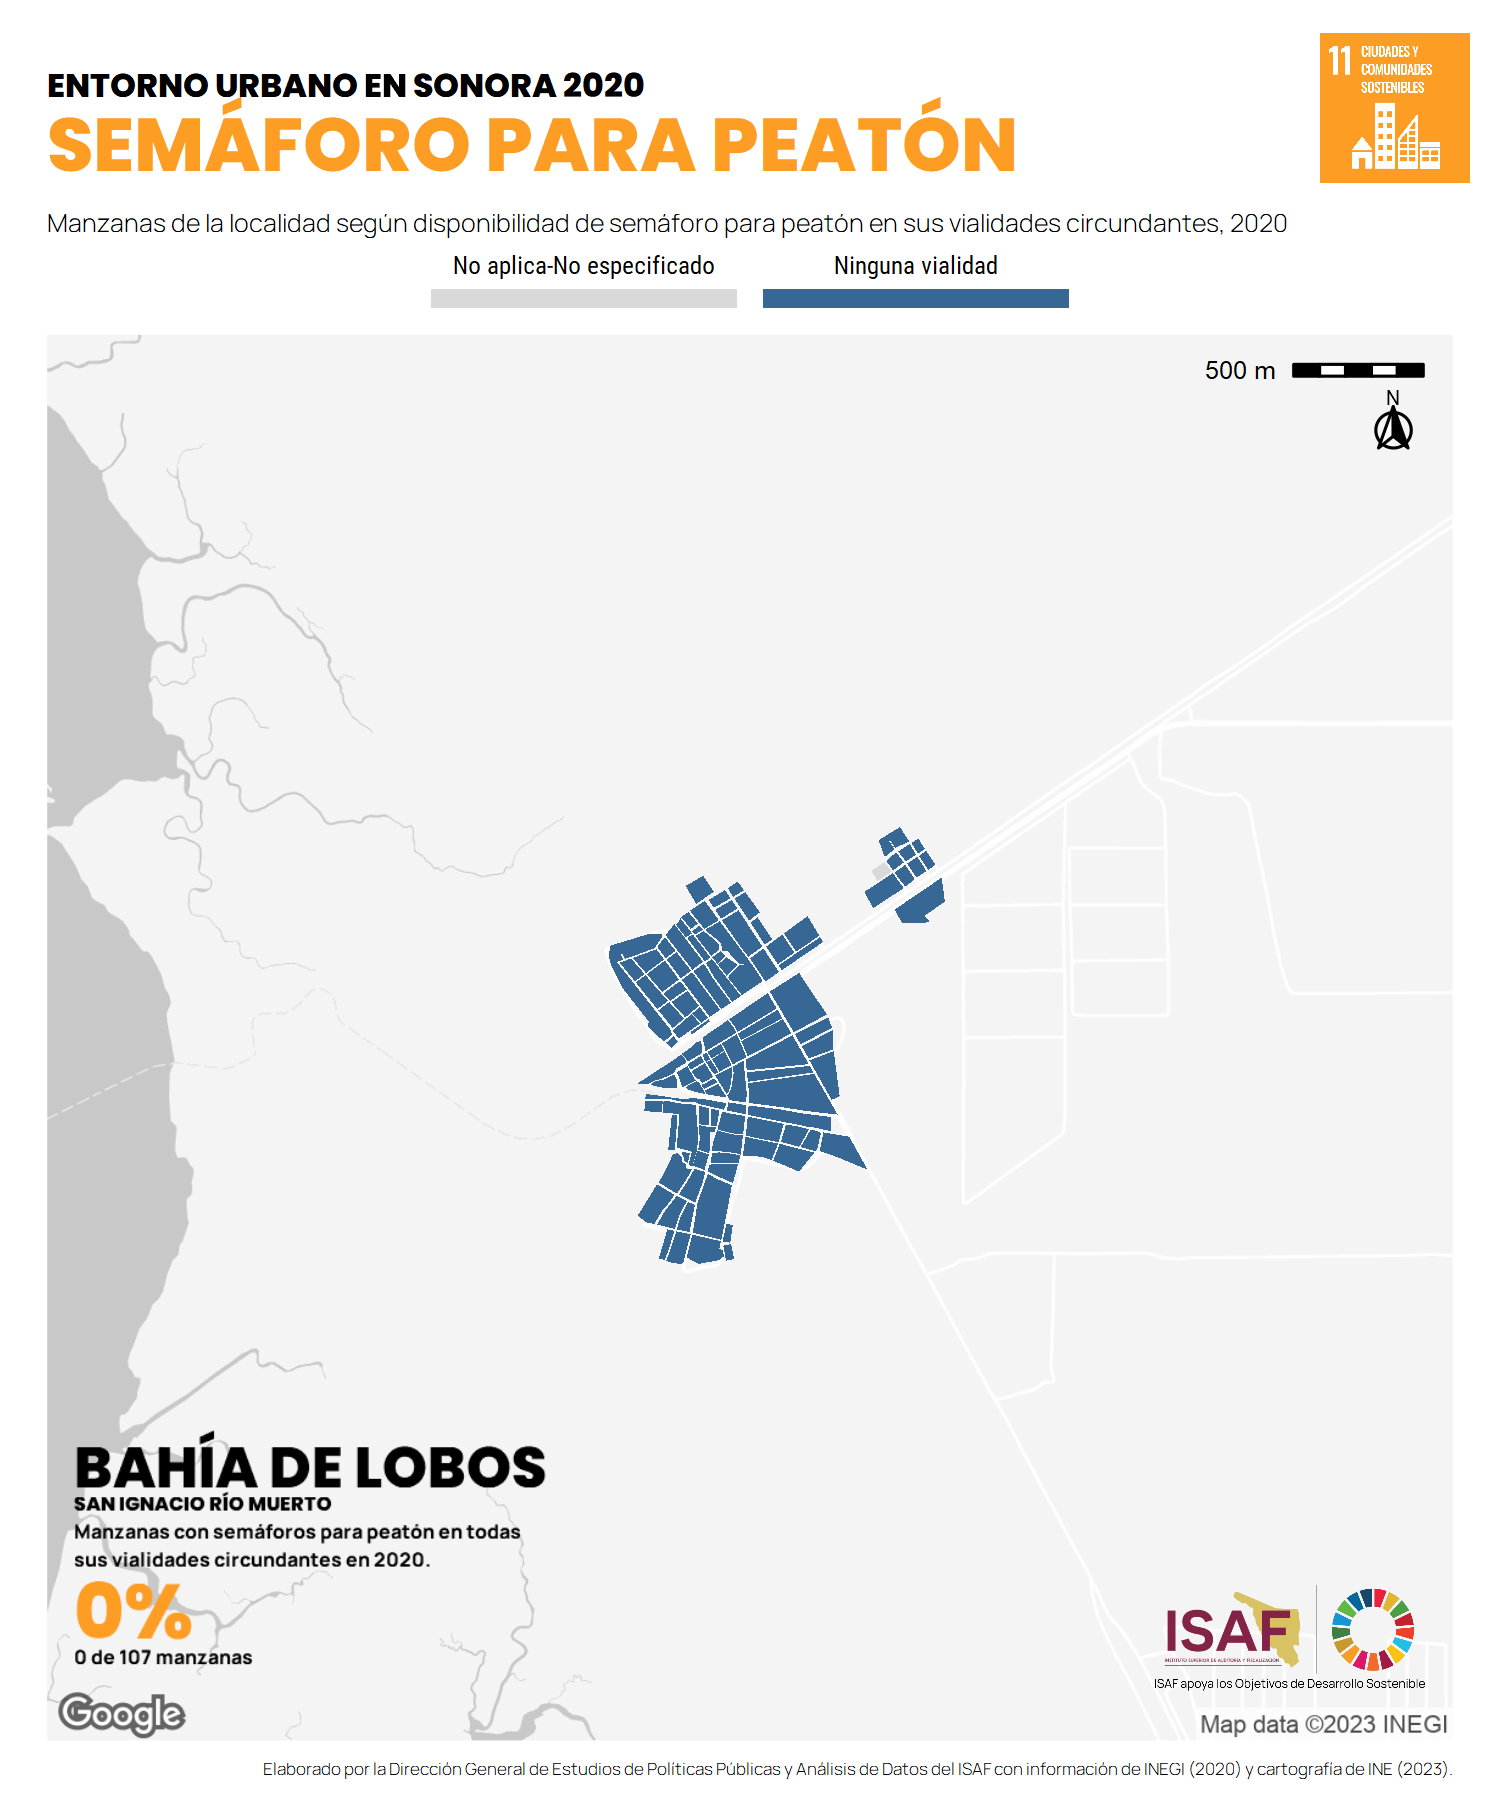 ENTORNO URBANO EN SONORA 2020
SEMÁFORO PARA PEATÓN
11 CIUDADES Y
COMUNIDADES
SOSTENIBLES
Manzanas de la localidad según disponibilidad de semáforo para peatón en sus vialidades circundantes, 2020
No aplica-No especificado
Ninguna vialidad
500 m
N
BAHÍA DE LOBOS
SAN IGNACIO RÍO MUERTO
Manzanas con semáforos para peatón en todas
sus vialidades circundantes en 2020.
0%
0 de 107 manzanas
Google
ISAF
INSTITUTO SUPERIOR DE AUDITORÍA Y FISCALIZACIÓN
ISAF apoya los Objetivos de Desarrollo Sostenible
Map data ©2023 INEGI
Elaborado por la Dirección General de Estudios de Políticas Públicas y Análisis de Datos del ISAF con información de INEGI (2020) y cartografía de INE (2023).